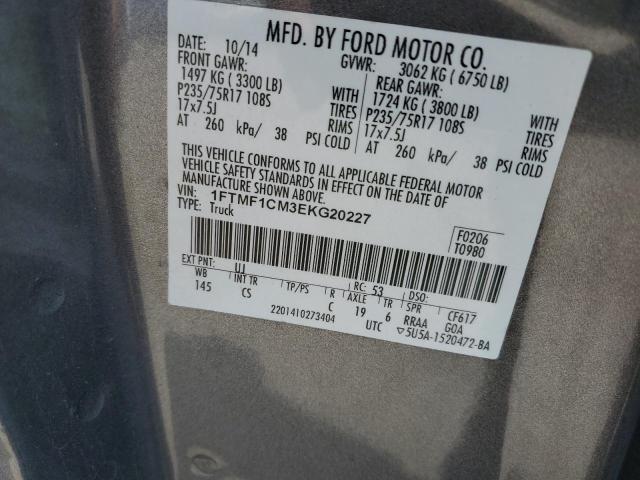 MFD. BY FORD MOTOR CO.
DATE: 10/14 GVWR: 3062 KG ( 6750 LB)
FRONT GAWR: REAR GAWR:
1497 KG ( 3300 LB) WITH 1724 KG ( 3800 LB) WITH
P235/75R17 108S TIRES P235/75R17 108S TIRES
17x7.5J RIMS 17x7.5J RIMS
AT 260 kPa/ 38 PSI COLD AT 260 kPa/ 38 PSI COLD
THIS VEHICLE CONFORMS TO ALL APPLICABLE FEDERAL MOTOR
VEHICLE SAFETY STANDARDS IN EFFECT ON THE DATE OF
MANUFACTURE SHOWN ABOVE.
VIN: 1FTMF1CM3EKG20227
TYPE: Truck
F0206
T0980
EXT PNT: UJ RC: 53 DSO:
WB INT TR TP/PS R AXLE TR SPR CF617
145 CS C 19 6 RRAA GOA
2201410273404 UTC ▽5U5A-1520472-BA